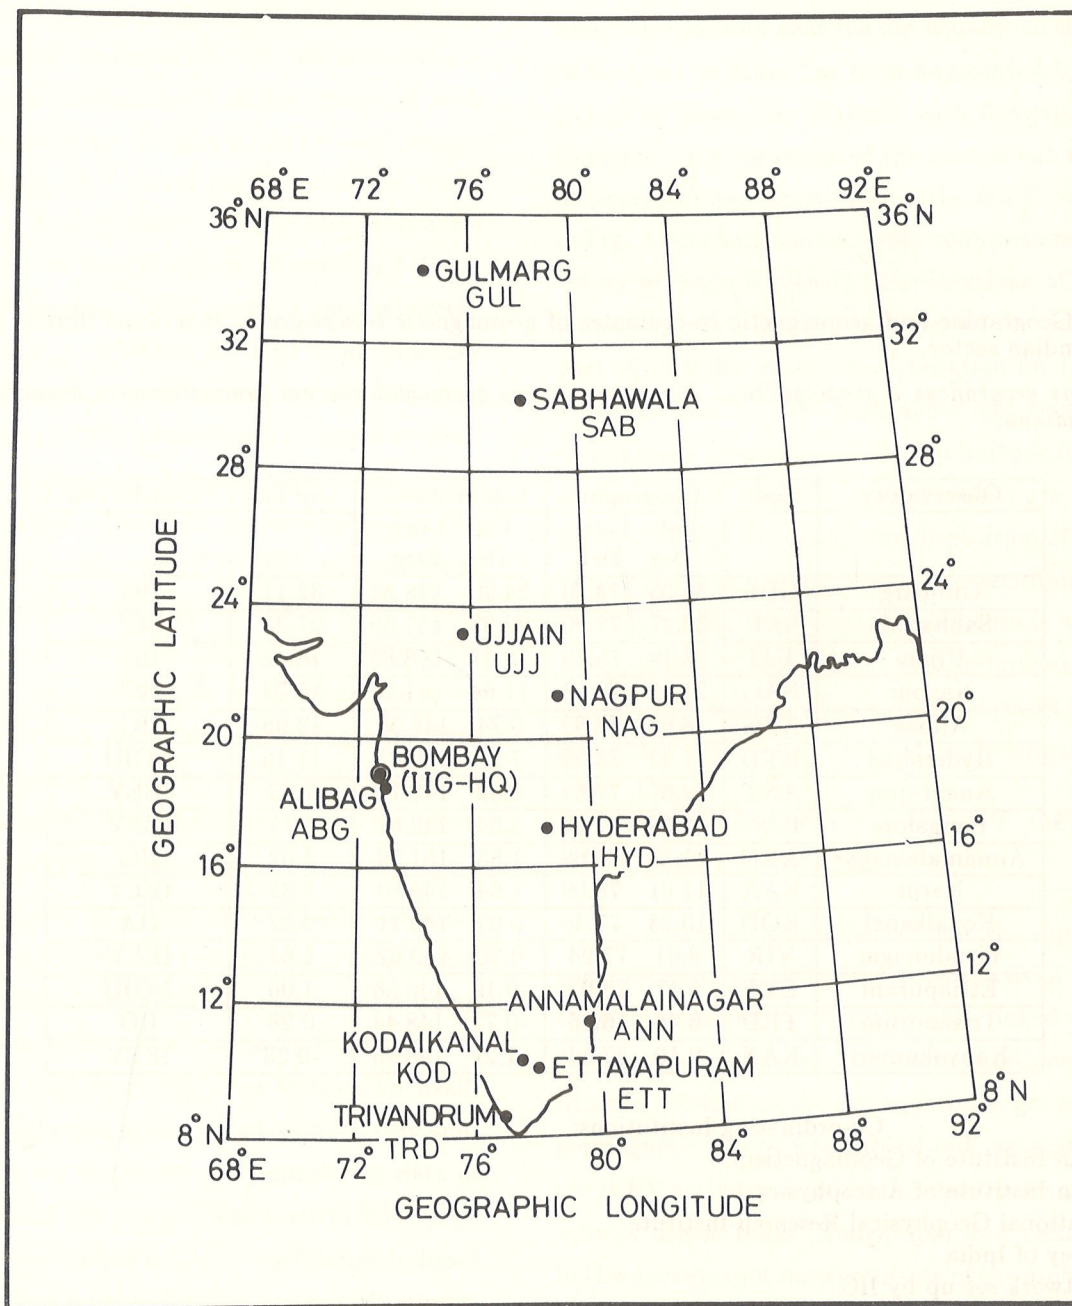 68°E 72° 76° 80° 84° 88° 92°E
36°N 36°N
GULMARG
GUL
32° 32°
SABHAWALA
SAB
28° 28°
24° 24°
UJJAIN
UJJ
NAGPUR
NAG
20° 20°
BOMBAY
(IIG-HQ)
ALIBAG
ABG
HYDERABAD
HYD
16° 16°
12° 12°
ANNAMALAINAGAR
ANN
KODAIKANAL
KOD
ETTAYAPURAM
ETT
TRIVANDRUM
TRD
8°N 8°N
68°E 72° 76° 80° 84° 88° 92°
GEOGRAPHIC LONGITUDE
GEOGRAPHIC LATITUDE